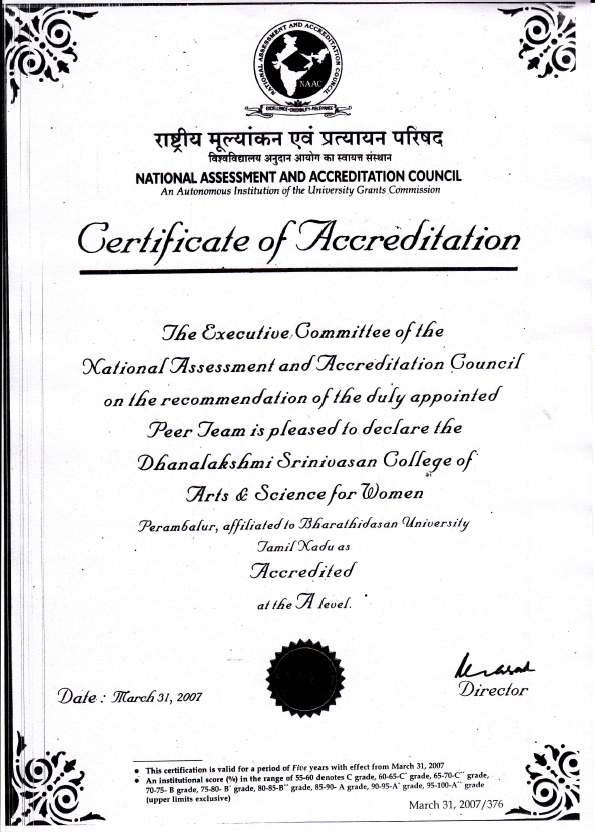 NATIONAL ASSESSMENT AND ACCREDITATION COUNCIL
NAAC
EXCELLENCE · CREDIBILITY · RELEVANCE
राष्ट्रीय मूल्यांकन एवं प्रत्यायन परिषद
विश्वविद्यालय अनुदान आयोग का स्वायत्त संस्थान
NATIONAL ASSESSMENT AND ACCREDITATION COUNCIL
An Autonomous Institution of the University Grants Commission
Certificate of Accreditation
The Executive Committee of the
National Assessment and Accreditation Council
on the recommendation of the duly appointed
Peer Team is pleased to declare the
Dhanalakshmi Srinivasan College of
Arts & Science for Women
Perambalur, affiliated to Bharathidasan University
Tamil Nadu as
Accredited
at the A level.
Date : March 31, 2007
Director
• This certification is valid for a period of Five years with effect from March 31, 2007
• An institutional score (%) in the range of 55-60 denotes C grade, 60-65-C⁺ grade, 65-70-C⁺⁺ grade,
70-75- B grade, 75-80- B⁺ grade, 80-85-B⁺⁺ grade, 85-90- A grade, 90-95-A⁺ grade, 95-100-A⁺⁺ grade
(upper limits exclusive)
March 31, 2007/376